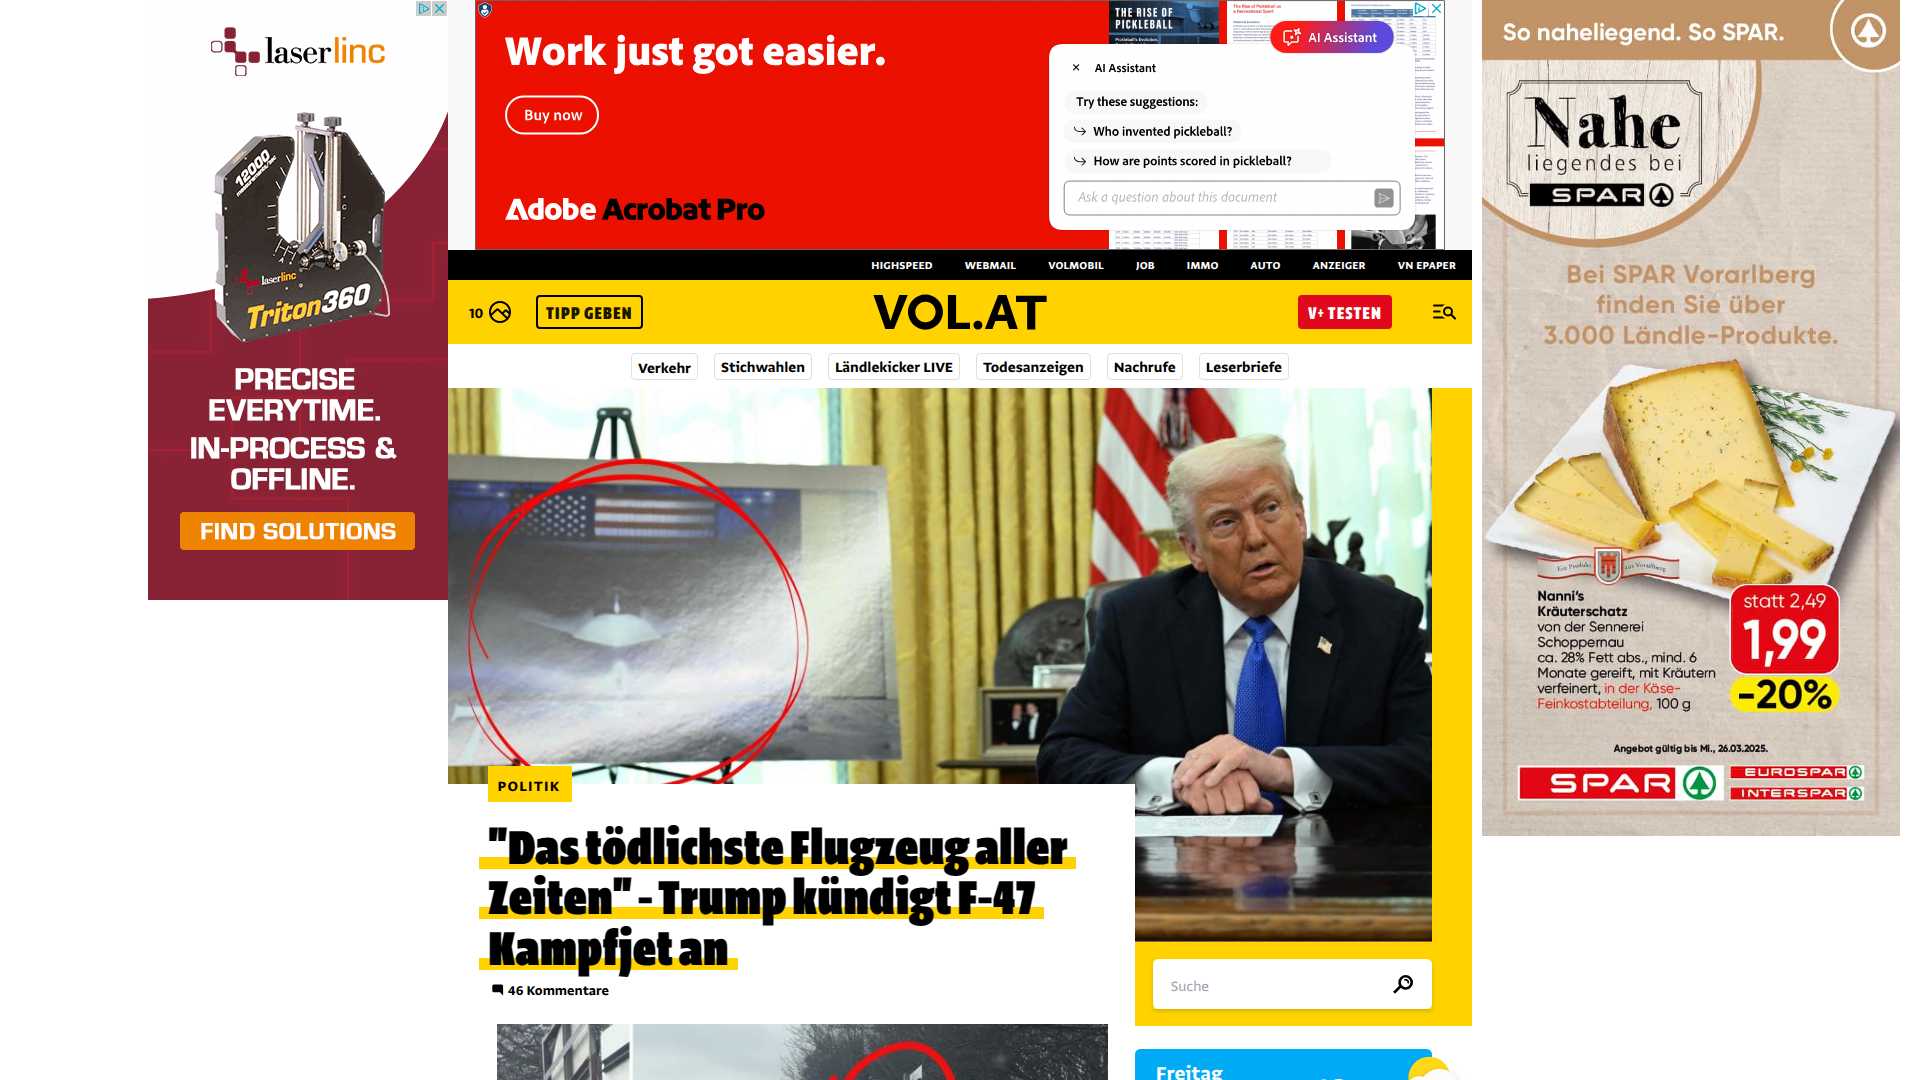 laserlinc
12000
laserlinc
Triton360
PRECISE
EVERYTIME.
IN-PROCESS &
OFFLINE.
FIND SOLUTIONS
Work just got easier.
Buy now
Adobe Acrobat Pro
THE RISE OF
PICKLEBALL
AI Assistant
× AI Assistant
Try these suggestions:
Who invented pickleball?
How are points scored in pickleball?
Ask a question about this document
HIGHSPEED WEBMAIL VOLMOBIL JOB IMMO AUTO ANZEIGER VN EPAPER
10 TIPP GEBEN VOL.AT V+ TESTEN
Verkehr Stichwahlen Ländlekicker LIVE Todesanzeigen Nachrufe Leserbriefe
POLITIK
"Das tödlichste Flugzeug aller
Zeiten" - Trump kündigt F-47
Kampfjet an
46 Kommentare
Suche
Freitag
So naheliegend. So SPAR.
Nahe
liegendes bei
SPAR
Bei SPAR Vorarlberg
finden Sie über
3.000 Ländle-Produkte.
Ein Produkt aus Vorarlberg
Nanni's
Kräuterschatz
von der Sennerei
Schoppernau
ca. 28% Fett abs., mind. 6
Monate gereift, mit Kräutern
verfeinert, in der Käse-
Feinkostabteilung, 100 g
statt 2,49
1,99
-20%
Angebot gültig bis Mi., 26.03.2025.
SPAR
EUROSPAR
INTERSPAR